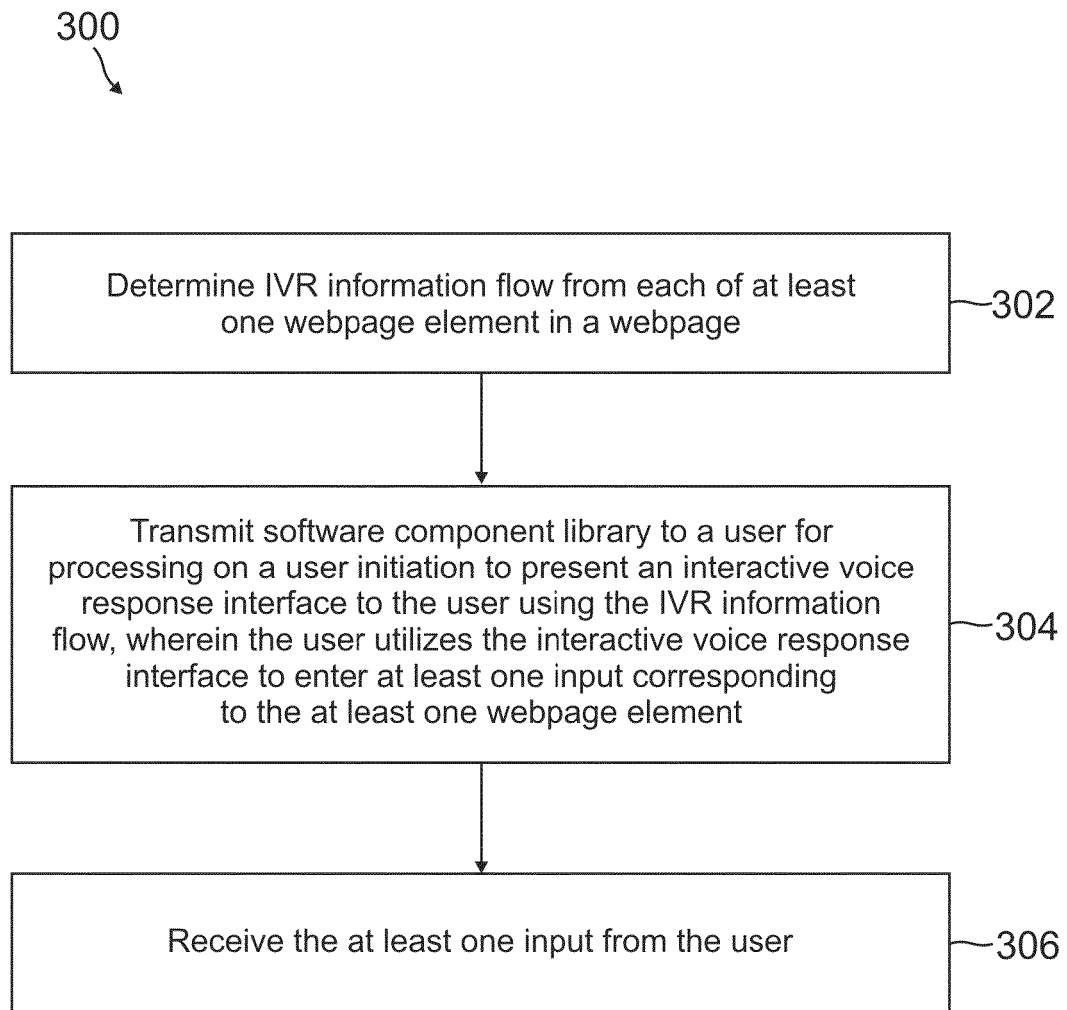 300
Determine IVR information flow from each of at least
one webpage element in a webpage
302
Transmit software component library to a user for
processing on a user initiation to present an interactive voice
response interface to the user using the IVR information
flow, wherein the user utilizes the interactive voice response
interface to enter at least one input corresponding
to the at least one webpage element
304
Receive the at least one input from the user
306